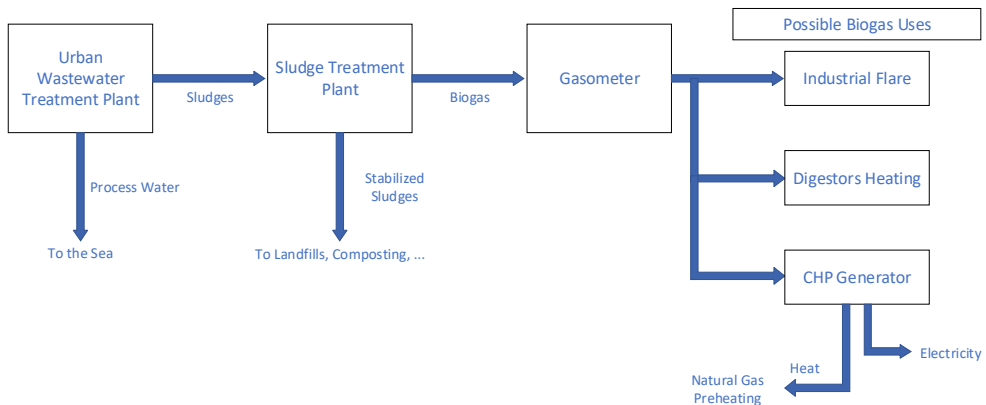 Possible Biogas Uses
Urban
Wastewater
Treatment Plant
Sludges
Sludge Treatment
Plant
Biogas
Gasometer
Industrial Flare
Process Water
To the Sea
Stabilized
Sludges
To Landfills, Composting, ...
Digestors Heating
CHP Generator
Electricity
Heat
Natural Gas
Preheating